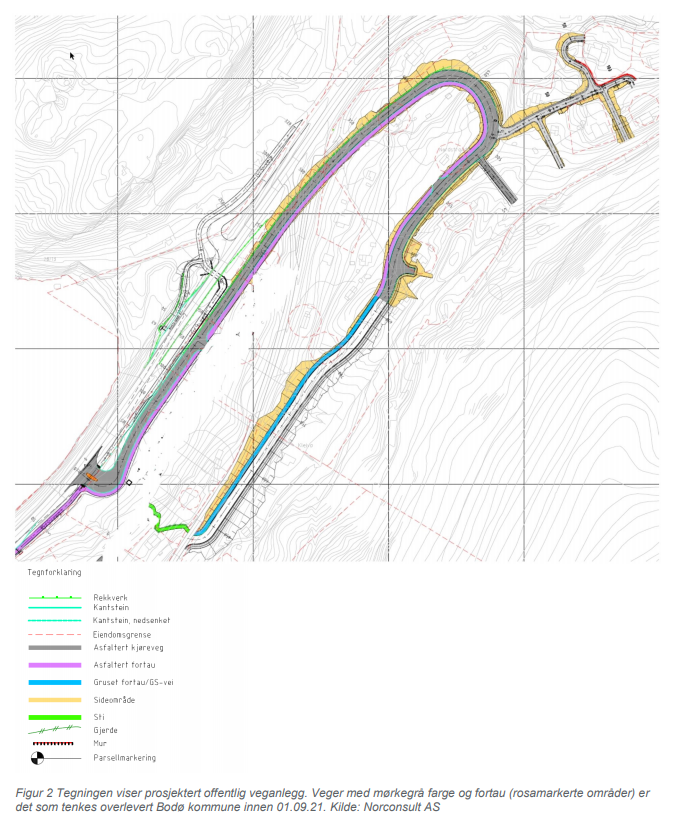 Tegnforklaring
Rekkverk
Kantstein
Kantstein, nedsenket
Eiendomsgrense
Asfaltert kjøreveg
Asfaltert fortau
Gruset fortau/GS-vei
Sideområde
Sti
Gjerde
Mur
Parsellmarkering
Figur 2 Tegningen viser prosjektert offentlig veganlegg. Veger med mørkegrå farge og fortau (rosamarkerte områder) er
det som tenkes overlevert Bodø kommune innen 01.09.21. Kilde: Norconsult AS